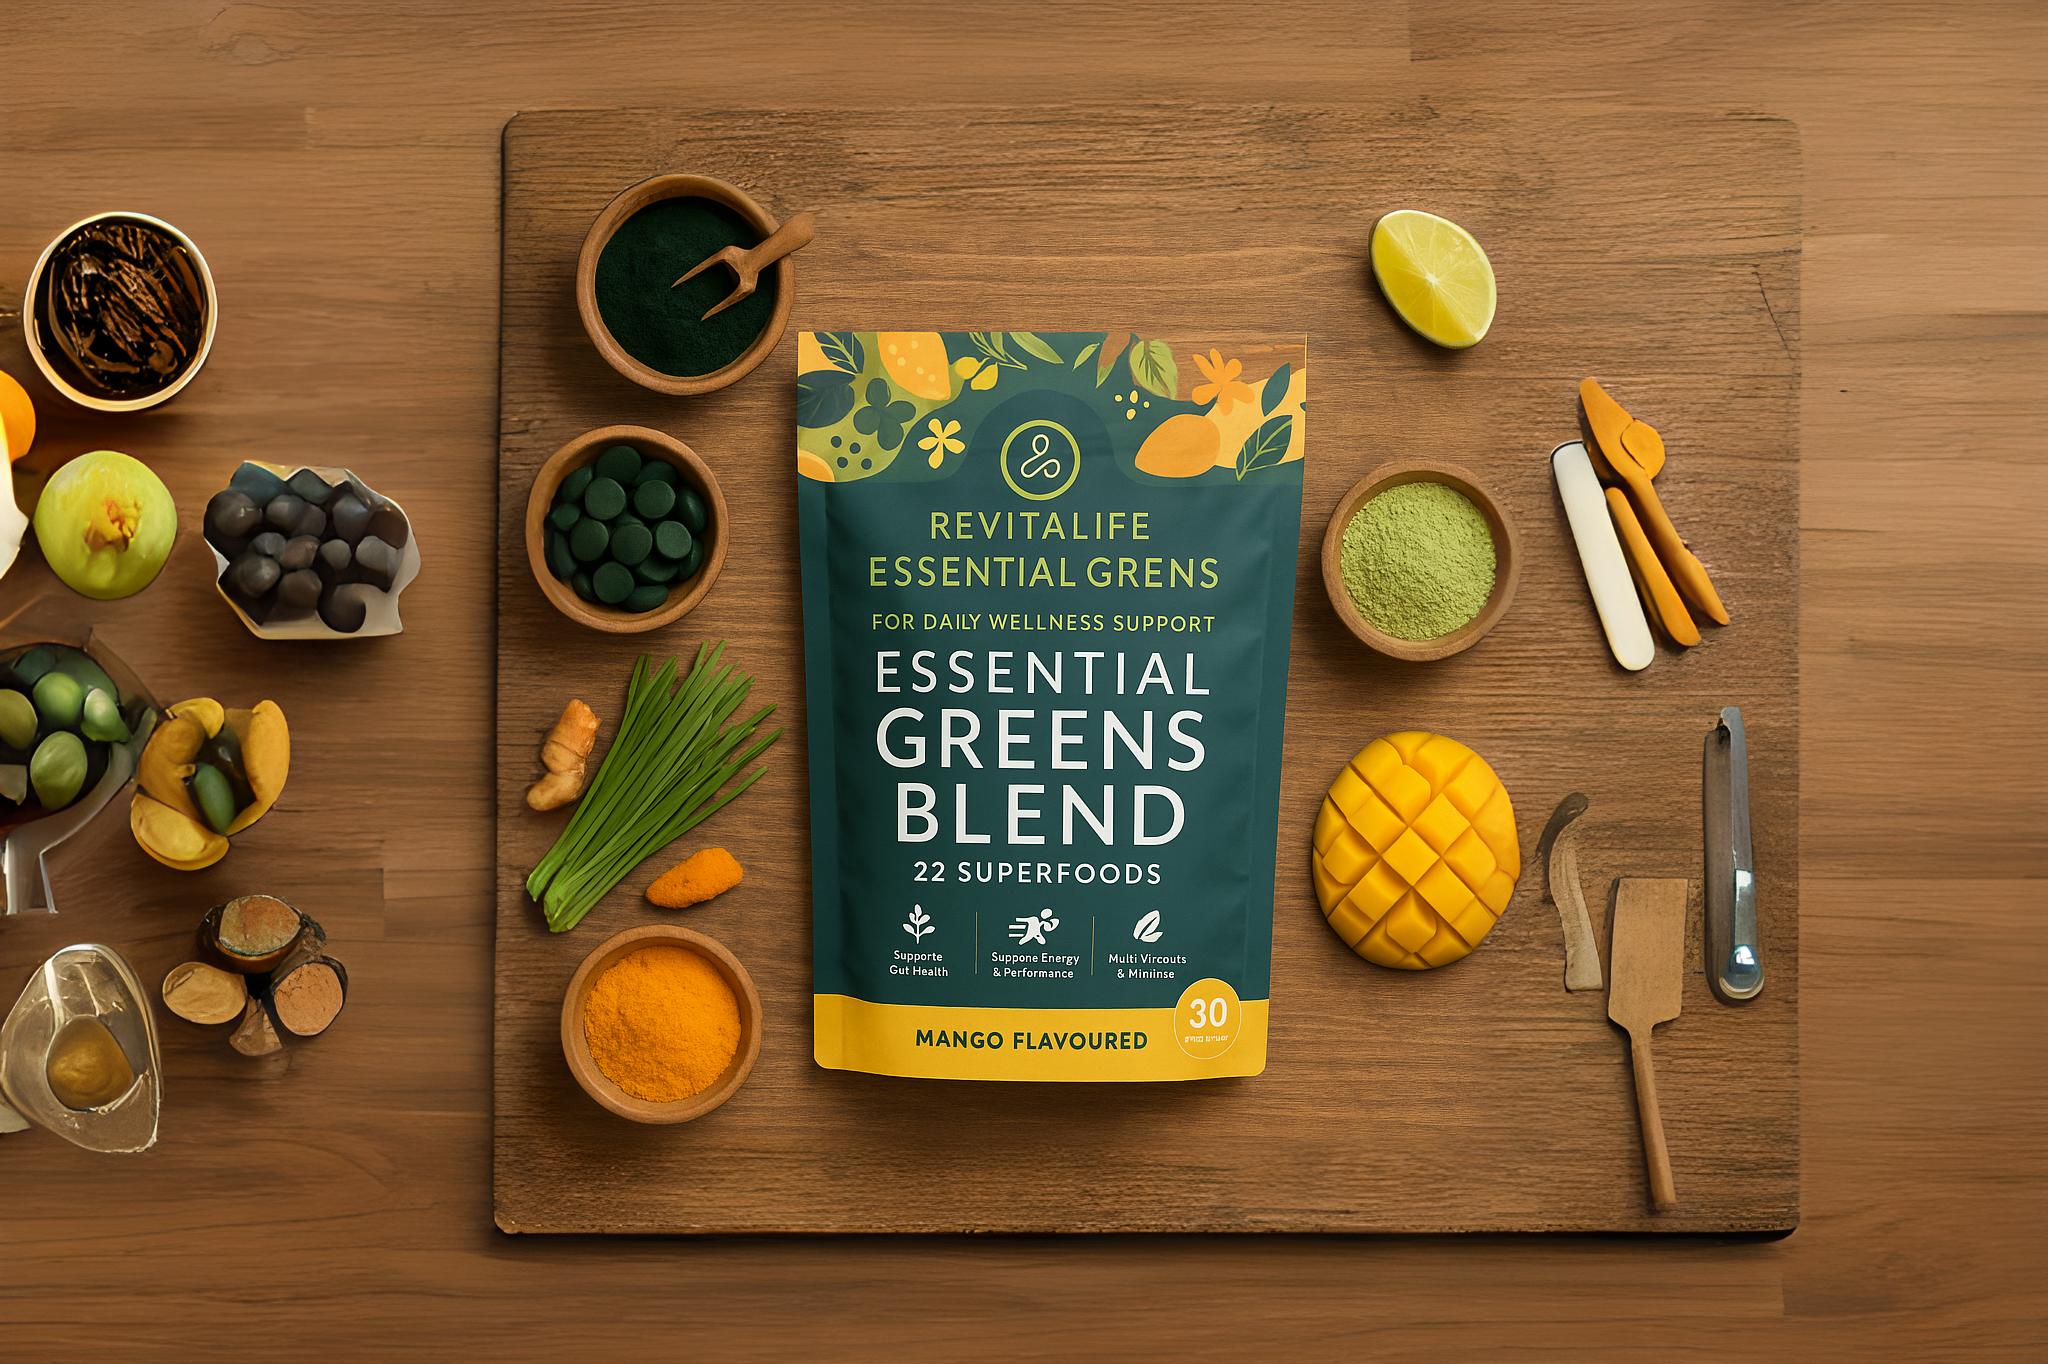 REVITALIFE
ESSENTIAL GRENS
FOR DAILY WELLNESS SUPPORT
ESSENTIAL
GREENS
BLEND
22 SUPERFOODS
Supporte
Gut Health
Suppone Energy
& Performance
Multi Vircouts
& Mininse
MANGO FLAVOURED
30